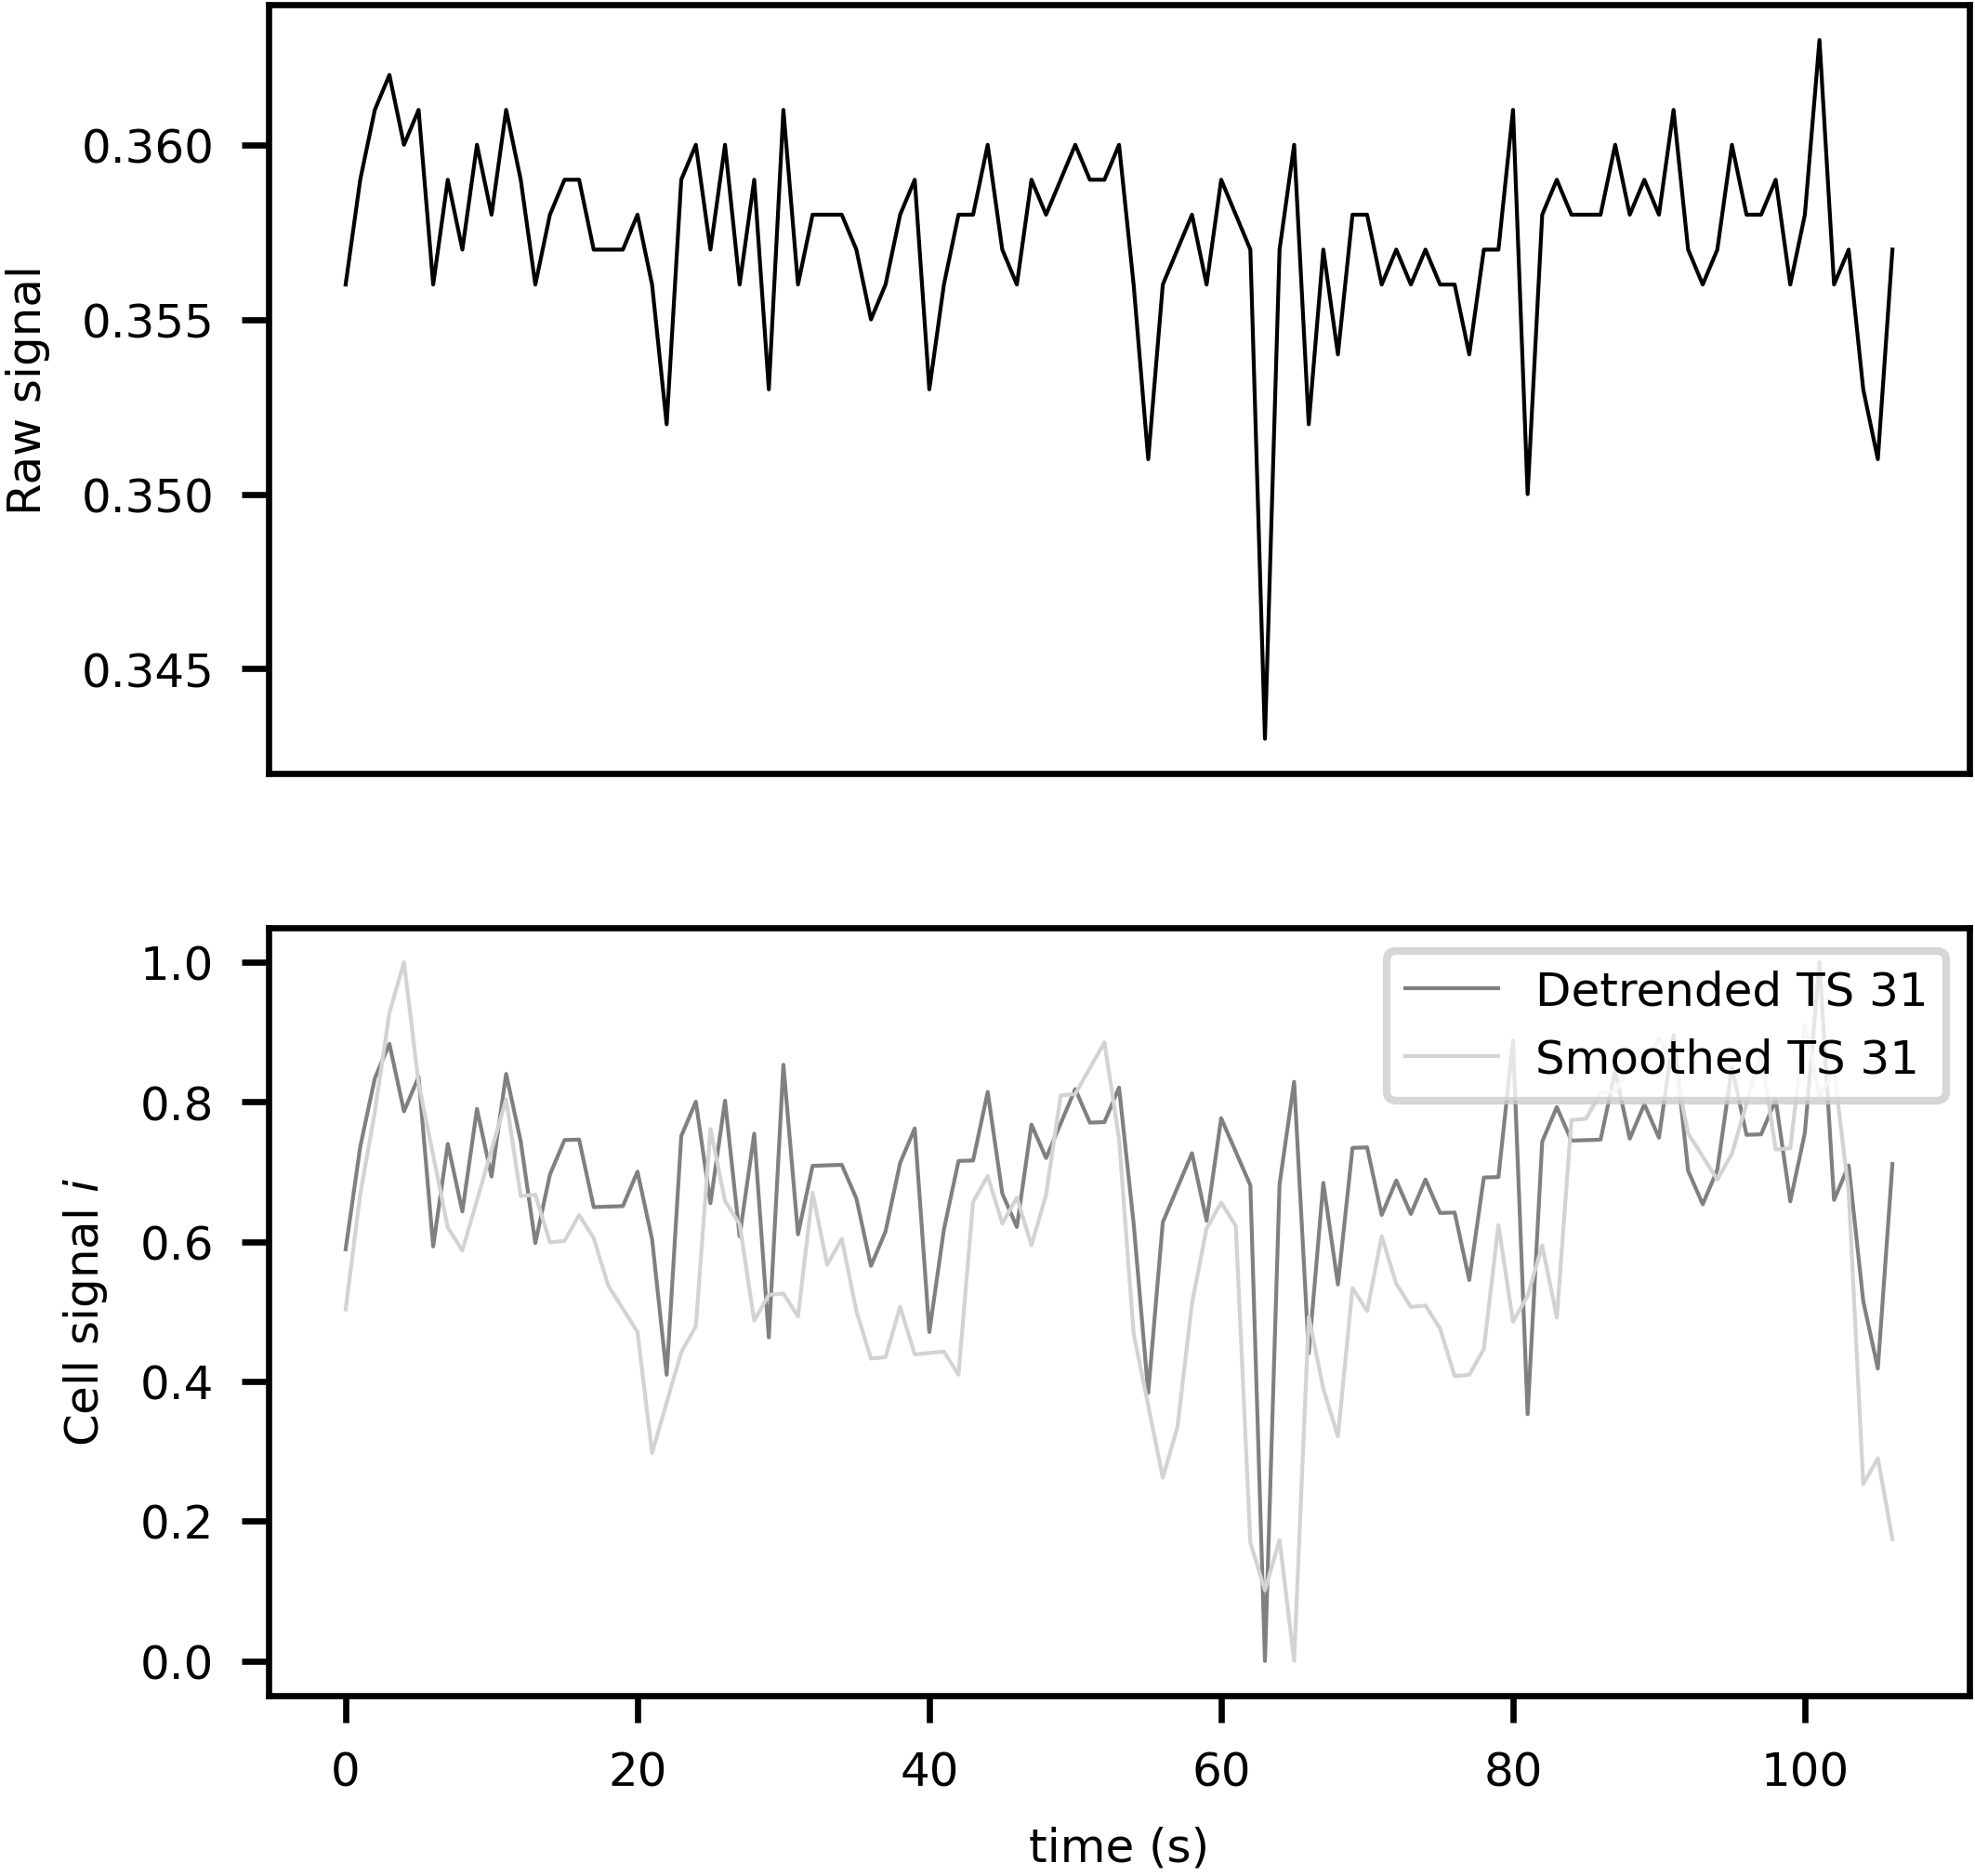 Raw signal
0.360
0.355
0.350
0.345
Cell signal i
1.0
0.8
0.6
0.4
0.2
0.0
Detrended TS 31
Smoothed TS 31
0 20 40 60 80 100
time (s)